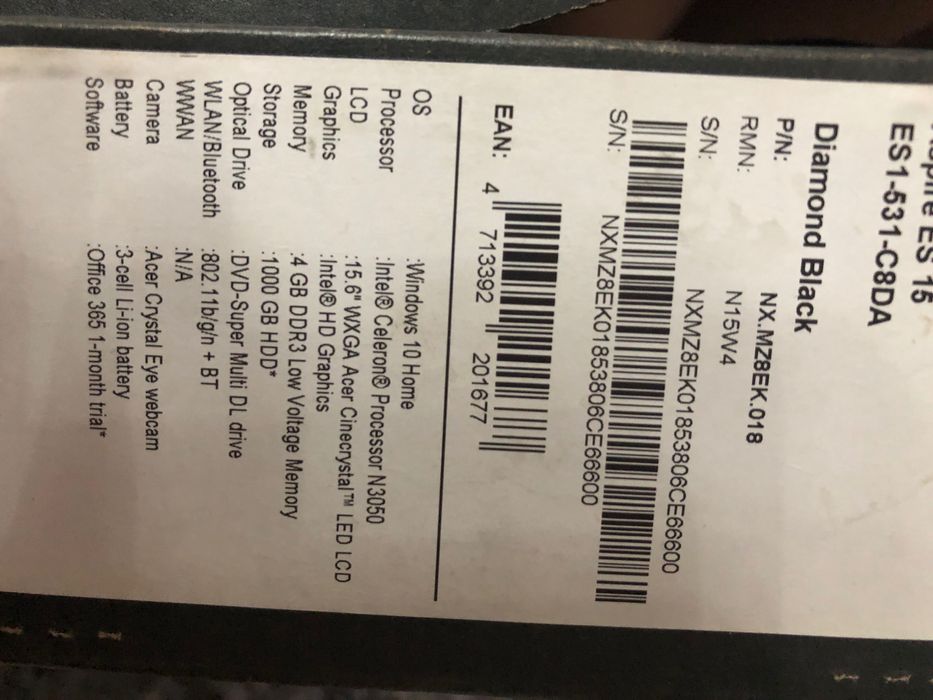 ES 15
ES1-531-C8DA
Diamond Black
P/N: NX.MZ8EK.018
RMN: N15W4
S/N: NXMZ8EK01853806CE66600
S/N: NXMZ8EK01853806CE66600
EAN: 4 713392 201677
OS :Windows 10 Home
Processor :Intel® Celeron® Processor N3050
LCD :15.6" WXGA Acer Cinecrystal™ LED LCD
Graphics :Intel® HD Graphics
Memory :4 GB DDR3 Low Voltage Memory
Storage :1000 GB HDD*
Optical Drive :DVD-Super Multi DL drive
WLAN/Bluetooth :802.11b/g/n + BT
WWAN :N/A
Camera :Acer Crystal Eye webcam
Battery :3-cell Li-ion battery
Software :Office 365 1-month trial*